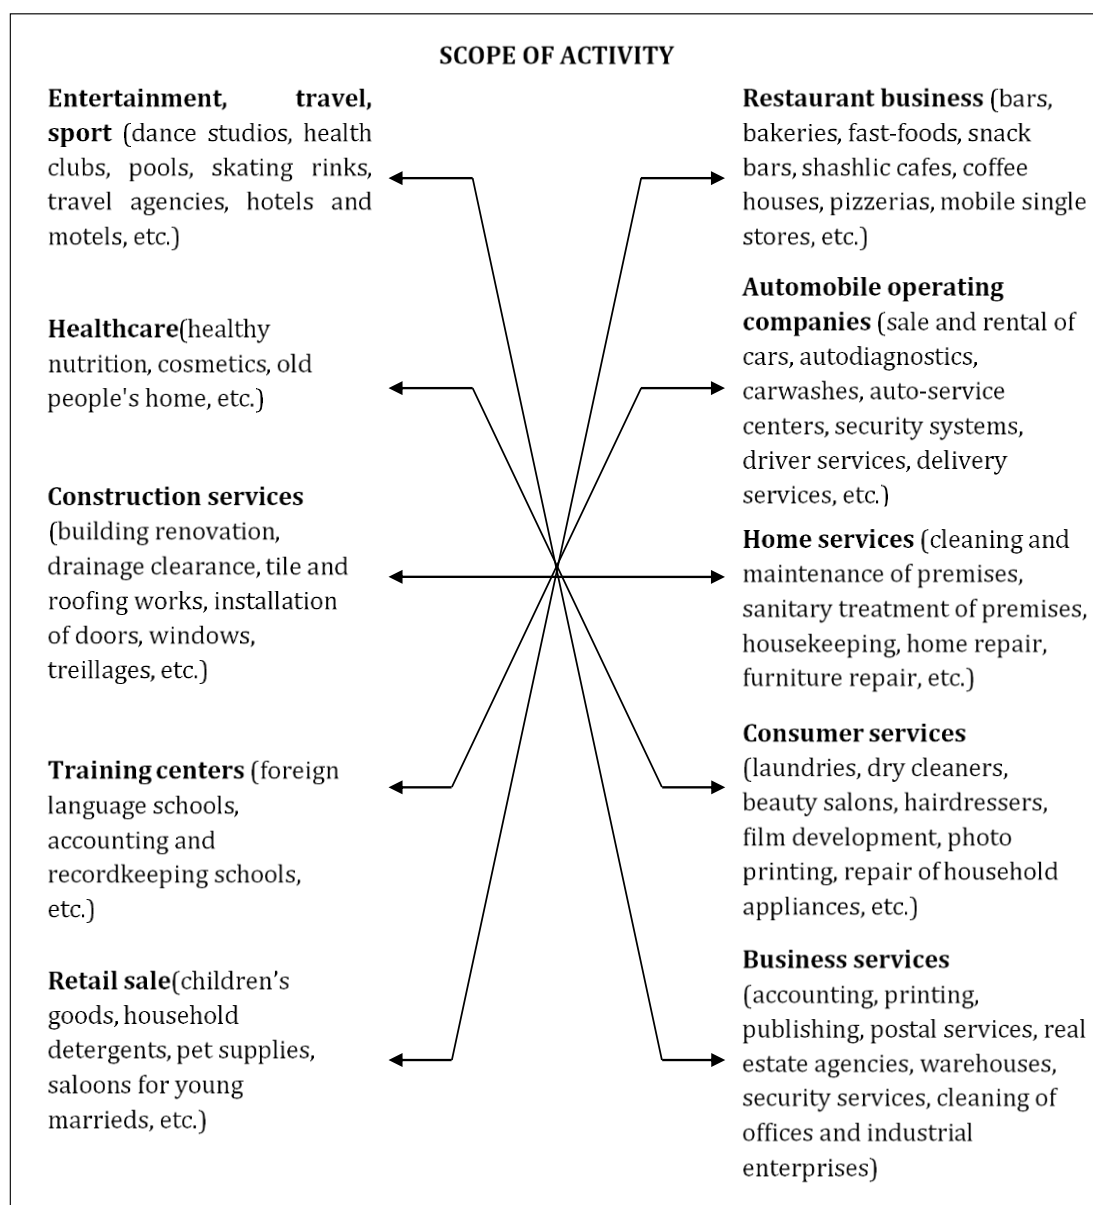 SCOPE OF ACTIVITY
Entertainment, travel,
sport (dance studios, health
clubs, pools, skating rinks,
travel agencies, hotels and
motels, etc.)
Healthcare(healthy
nutrition, cosmetics, old
people's home, etc.)
Construction services
(building renovation,
drainage clearance, tile and
roofing works, installation
of doors, windows,
treillages, etc.)
Training centers (foreign
language schools,
accounting and
recordkeeping schools,
etc.)
Retail sale(children’s
goods, household
detergents, pet supplies,
saloons for young
marrieds, etc.)
Restaurant business (bars,
bakeries, fast-foods, snack
bars, shashlic cafes, coffee
houses, pizzerias, mobile single
stores, etc.)
Automobile operating
companies (sale and rental of
cars, autodiagnostics,
carwashes, auto-service
centers, security systems,
driver services, delivery
services, etc.)
Home services (cleaning and
maintenance of premises,
sanitary treatment of premises,
housekeeping, home repair,
furniture repair, etc.)
Consumer services
(laundries, dry cleaners,
beauty salons, hairdressers,
film development, photo
printing, repair of household
appliances, etc.)
Business services
(accounting, printing,
publishing, postal services, real
estate agencies, warehouses,
security services, cleaning of
offices and industrial
enterprises)